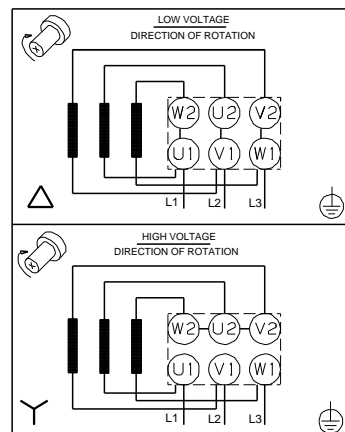 LOW VOLTAGE
DIRECTION OF ROTATION
W2 U2 V2
U1 V1 W1
L1 L2 L3
HIGH VOLTAGE
DIRECTION OF ROTATION
W2 U2 V2
U1 V1 W1
L1 L2 L3